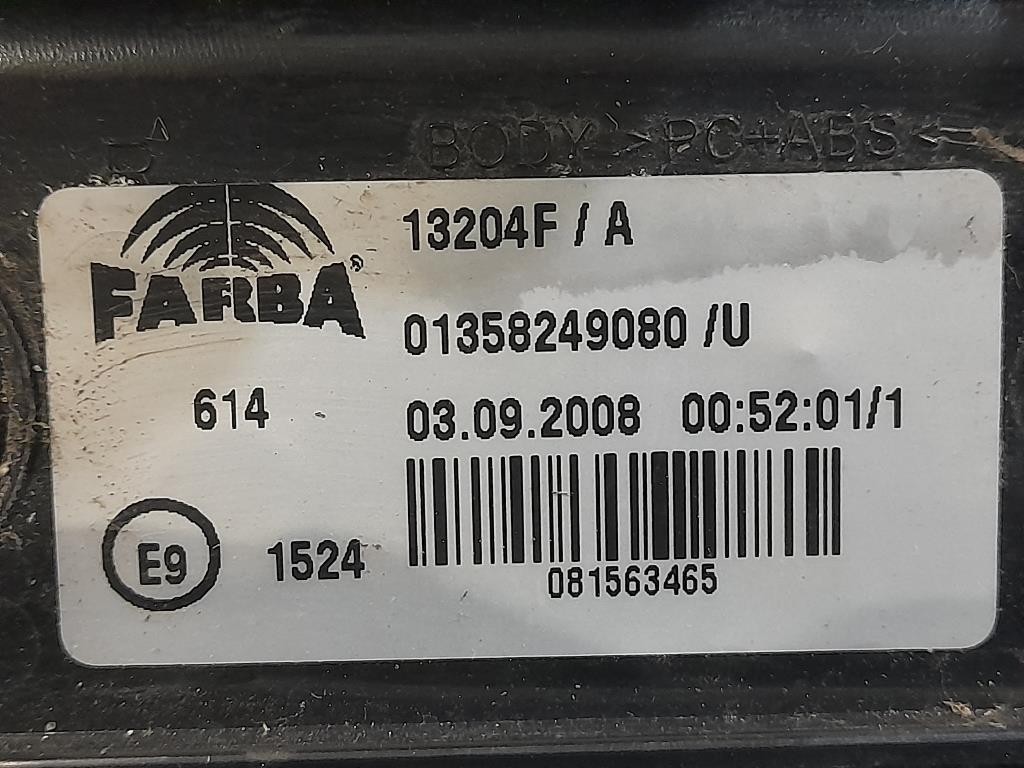 BODY >PC+ABS<
FARBA®
13204F / A
01358249080 /U
614
03.09.2008 00:52:01/1
E9
1524
081563465